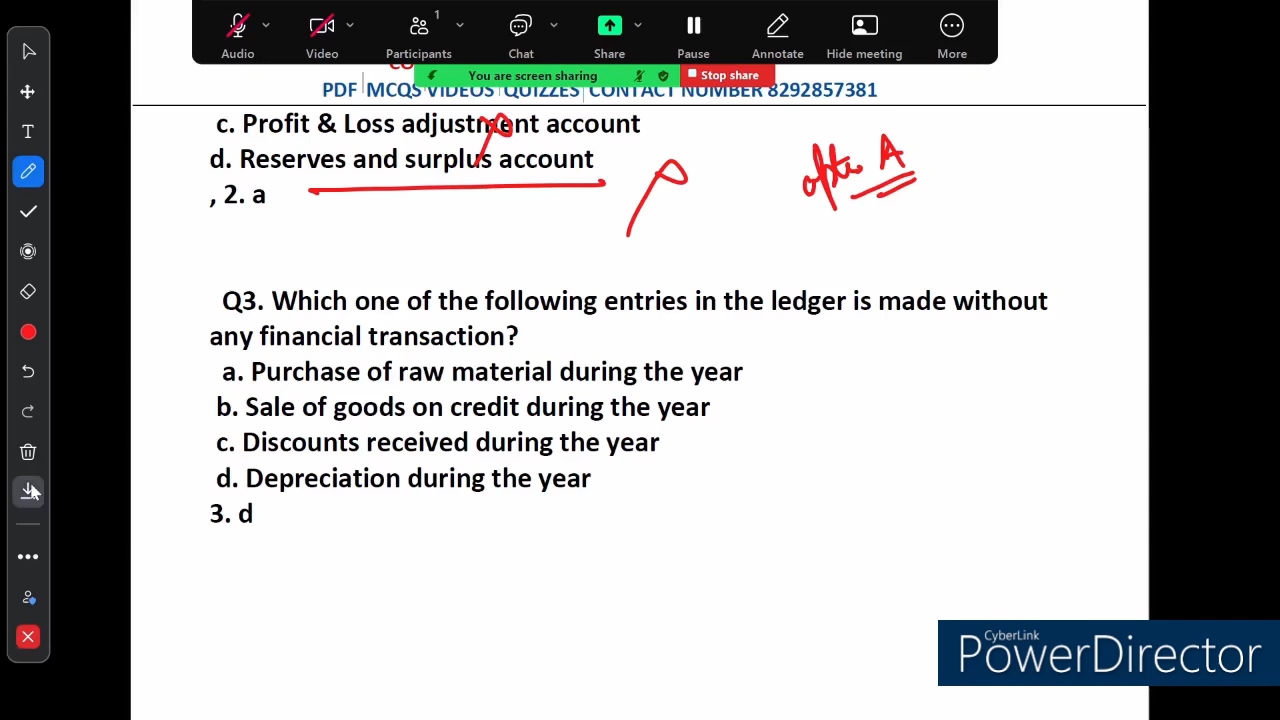 1
Audio Video Participants Chat Share Pause Annotate Hide meeting More
You are screen sharing Stop share
PDF MCQS VIDEOS QUIZZES CONTACT NUMBER 8292857381
c. Profit & Loss adjustment account
d. Reserves and surplus account
A
, 2. a
Q3. Which one of the following entries in the ledger is made without
any financial transaction?
a. Purchase of raw material during the year
b. Sale of goods on credit during the year
c. Discounts received during the year
d. Depreciation during the year
3. d
CyberLink
PowerDirector
T